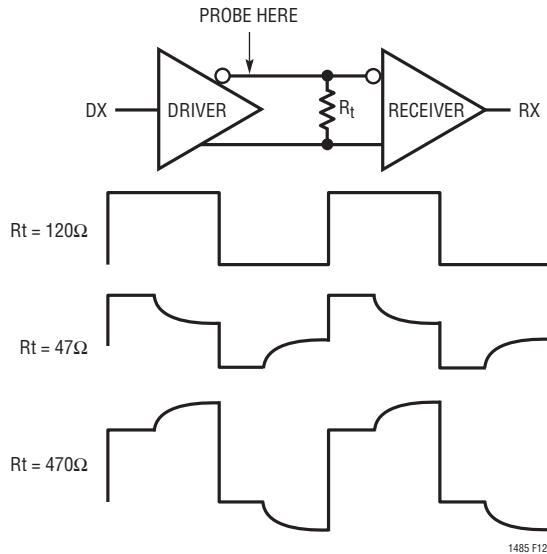 PROBE HERE
DX
DRIVER
Rt
RECEIVER
RX
Rt = 120Ω
Rt = 47Ω
Rt = 470Ω
1485 F12